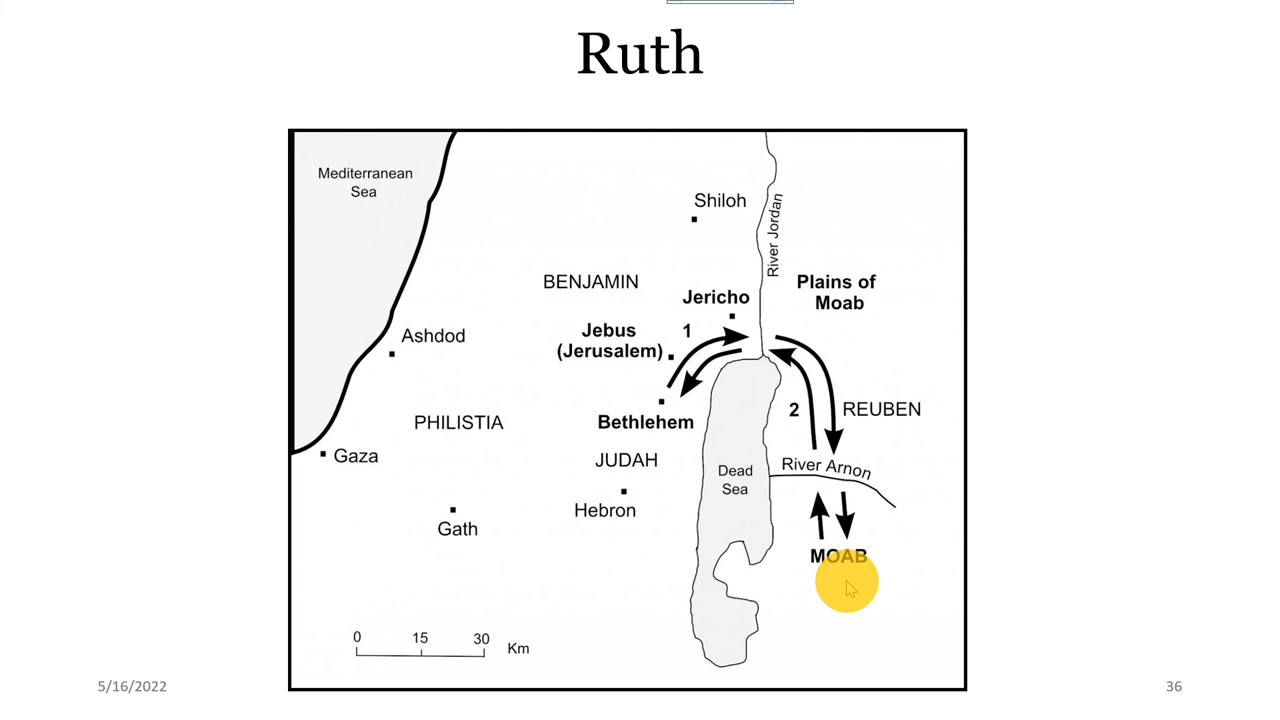 Ruth
Mediterranean
Sea
Shiloh
River Jordan
BENJAMIN
Plains of
Moab
Jericho
Jebus
(Jerusalem)
1
Ashdod
2
REUBEN
PHILISTIA
Bethlehem
Gaza
JUDAH
River Arnon
Dead
Sea
Hebron
Gath
MOAB
0 15 30 Km
5/16/2022
36